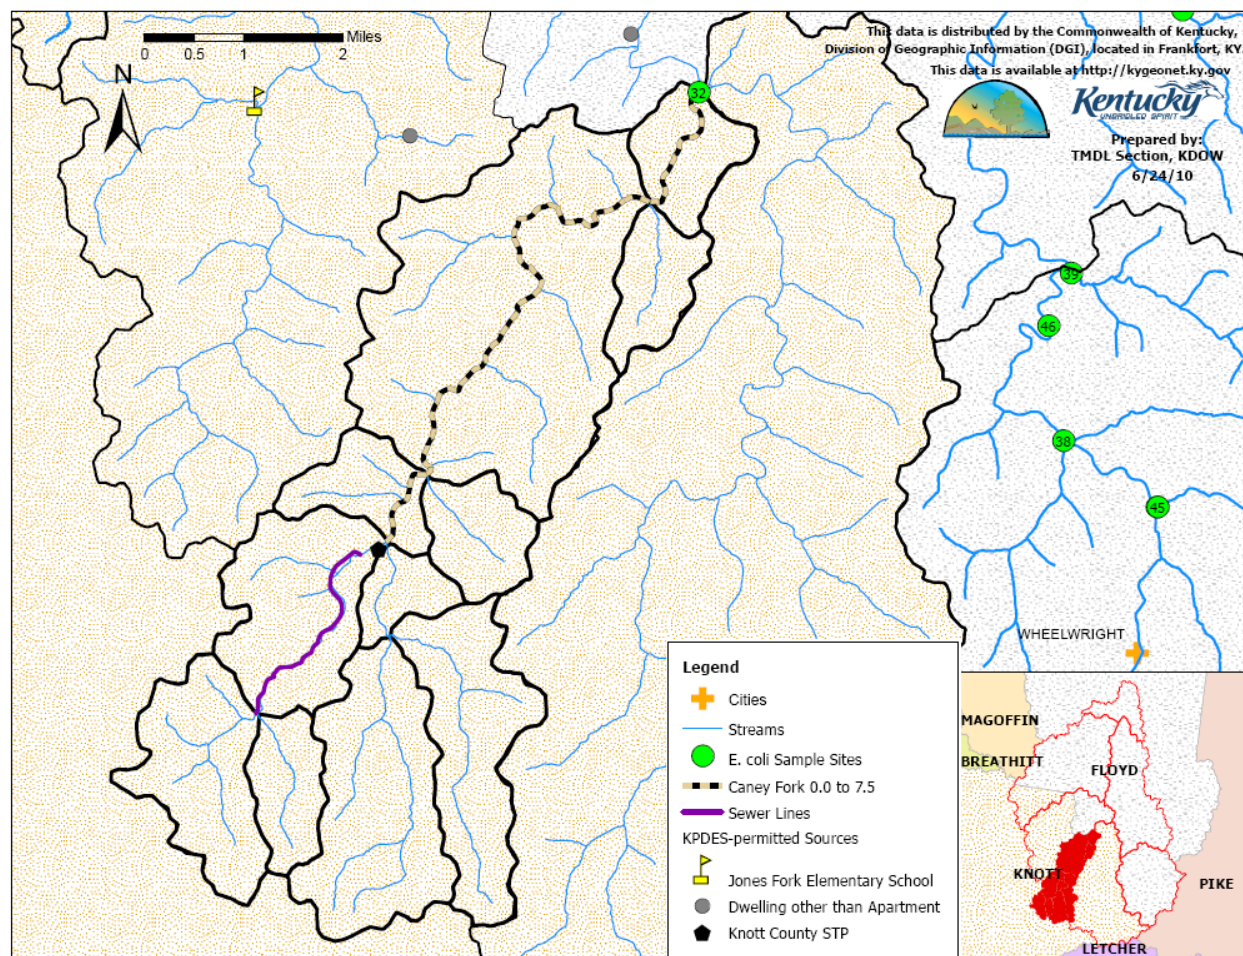 Miles
0 0.5 1 2
N
This data is distributed by the Commonwealth of Kentucky,
Division of Geographic Information (DGI), located in Frankfort, KY.
This data is available at http://kygeonet.ky.gov
Kentucky
UNBRIDLED SPIRIT
Prepared by:
TMDL Section, KDOW
6/24/10
32
39
46
38
45
WHEELWRIGHT
Legend
Cities
Streams
E. coli Sample Sites
Caney Fork 0.0 to 7.5
Sewer Lines
KPDES-permitted Sources
Jones Fork Elementary School
Dwelling other than Apartment
Knott County STP
MAGOFFIN
BREATHITT
FLOYD
KNOTT
PIKE
LETCHER